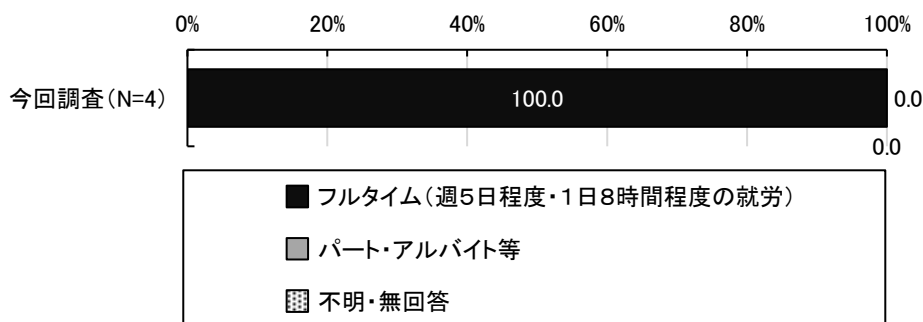 0% 20% 40% 60% 80% 100%
今回調査(N=4) 100.0 0.0
0.0
フルタイム(週5日程度・1日8時間程度の就労)
パート・アルバイト等
不明・無回答